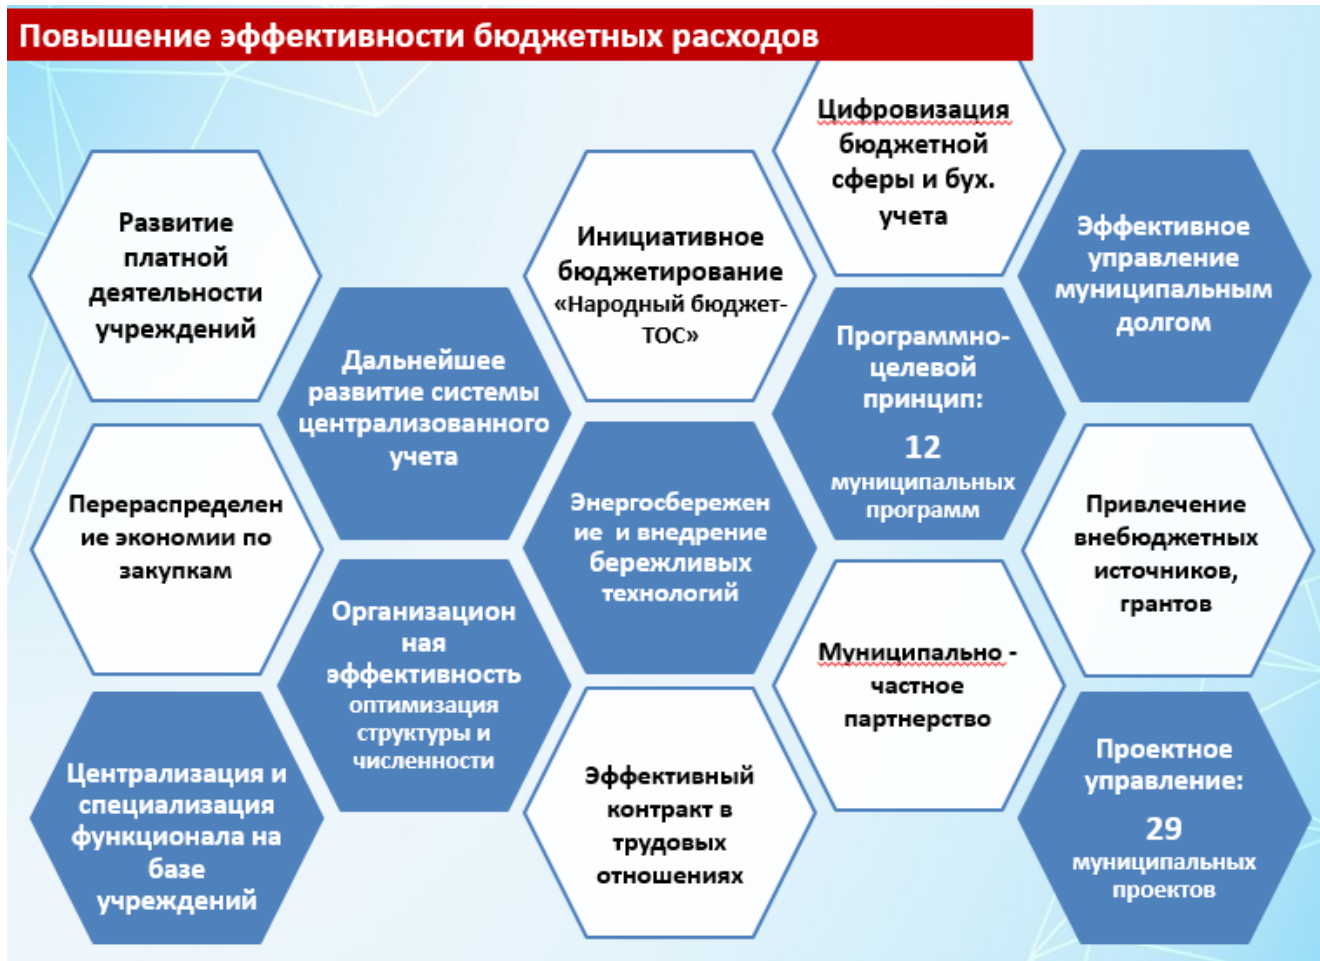 Повышение эффективности бюджетных расходов
Развитие
платной
деятельности
учреждений
Перераспределен
ие экономии по
закупкам
Централизация и
специализация
функционала на
базе
учреждений
Дальнейшее
развитие системы
централизованного
учета
Организацион
ная
эффективность
оптимизация
структуры и
численности
Инициативное
бюджетирование
«Народный бюджет-
ТОС»
Энергосбережен
ие и внедрение
бережливых
технологий
Эффективный
контракт в
трудовых
отношениях
Цифровизация
бюджетной
сферы и бух.
учета
Программно-
целевой
принцип:
12
муниципальных
программ
Муниципально -
частное
партнерство
Эффективное
управление
муниципальным
долгом
Привлечение
внебюджетных
источников,
грантов
Проектное
управление:
29
муниципальных
проектов